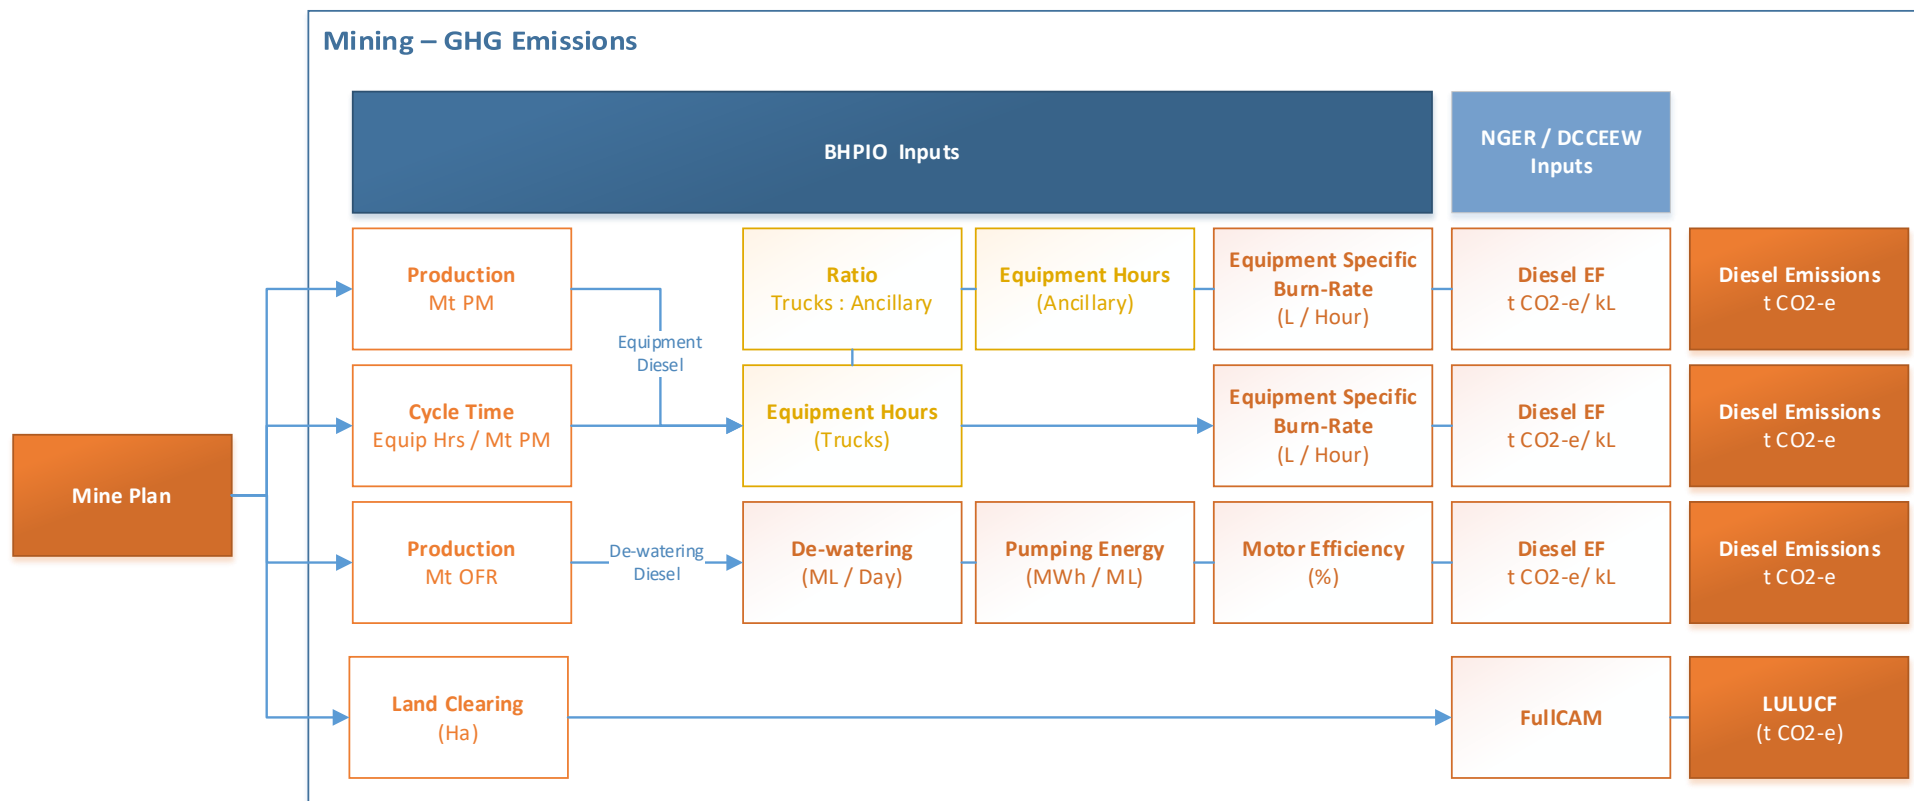 Mining – GHG Emissions
BHPIO Inputs
NGER / DCCEEW
Inputs
Production
Mt PM
Ratio
Trucks : Ancillary
Equipment Hours
(Ancillary)
Equipment Specific
Burn-Rate
(L / Hour)
Diesel EF
t CO2-e/ kL
Diesel Emissions
t CO2-e
Equipment
Diesel
Cycle Time
Equip Hrs / Mt PM
Equipment Hours
(Trucks)
Equipment Specific
Burn-Rate
(L / Hour)
Diesel EF
t CO2-e/ kL
Diesel Emissions
t CO2-e
Mine Plan
Production
Mt OFR
De-watering
Diesel
De-watering
(ML / Day)
Pumping Energy
(MWh / ML)
Motor Efficiency
(%)
Diesel EF
t CO2-e/ kL
Diesel Emissions
t CO2-e
Land Clearing
(Ha)
FullCAM
LULUCF
(t CO2-e)